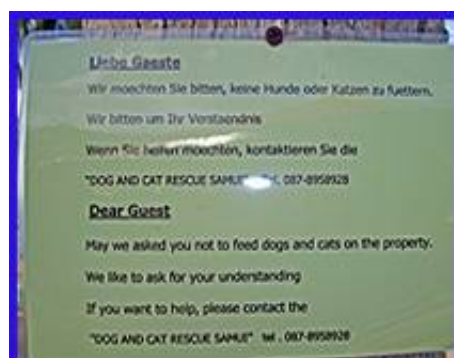 Liebe Gaeste
Wir moechten Sie bitten, keine Hunde oder Katzen zu fuettern.
Wir bitten um Ihr Verstaendnis
Wenn Sie helfen moechten, kontaktieren Sie die
"DOG AND CAT RESCUE SAMUI" Tel. 087-8958928
Dear Guest
May we asked you not to feed dogs and cats on the property.
We like to ask for your understanding
If you want to help, please contact the
"DOG AND CAT RESCUE SAMUI" tel . 087-8958928